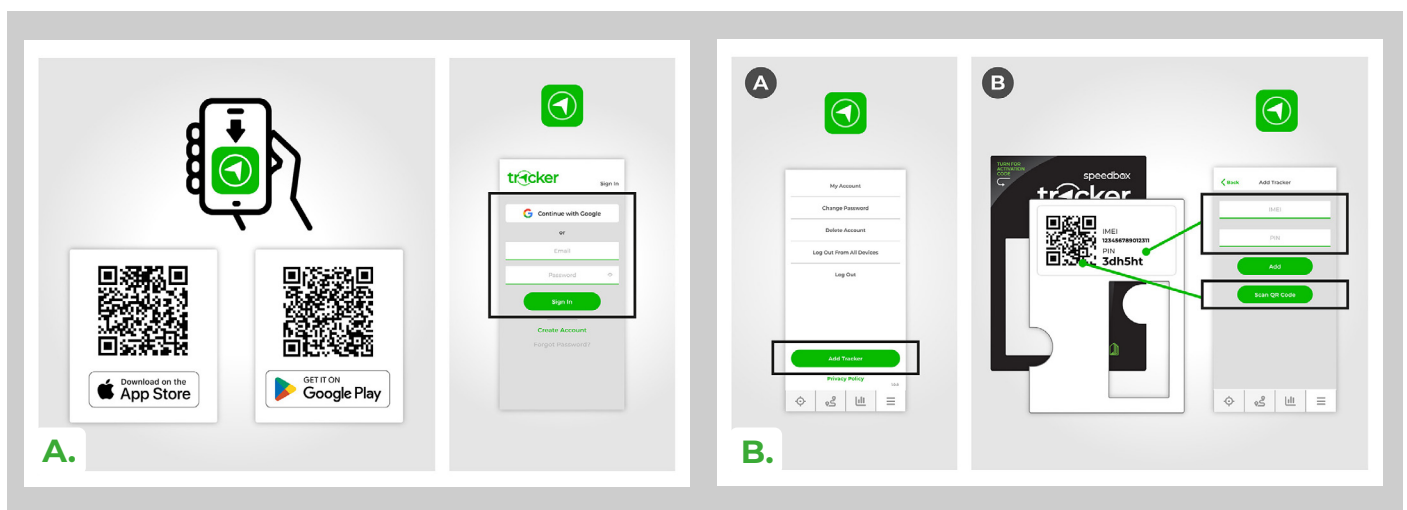 Download on the
App Store
GET IT ON
Google Play
A.
tracker
Sign In
Continue with Google
or
Email
Password
Sign In
Create Account
Forgot Password?
A
My Account
Change Password
Delete Account
Log Out From All Devices
Log Out
Add Tracker
Privacy Policy
B.
B
TURN FOR
ACTIVATION
CODE
speedbox
tracker
IMEI
123456789012311
PIN
3dh5ht
Back
Add Tracker
IMEI
PIN
Add
Scan QR Code